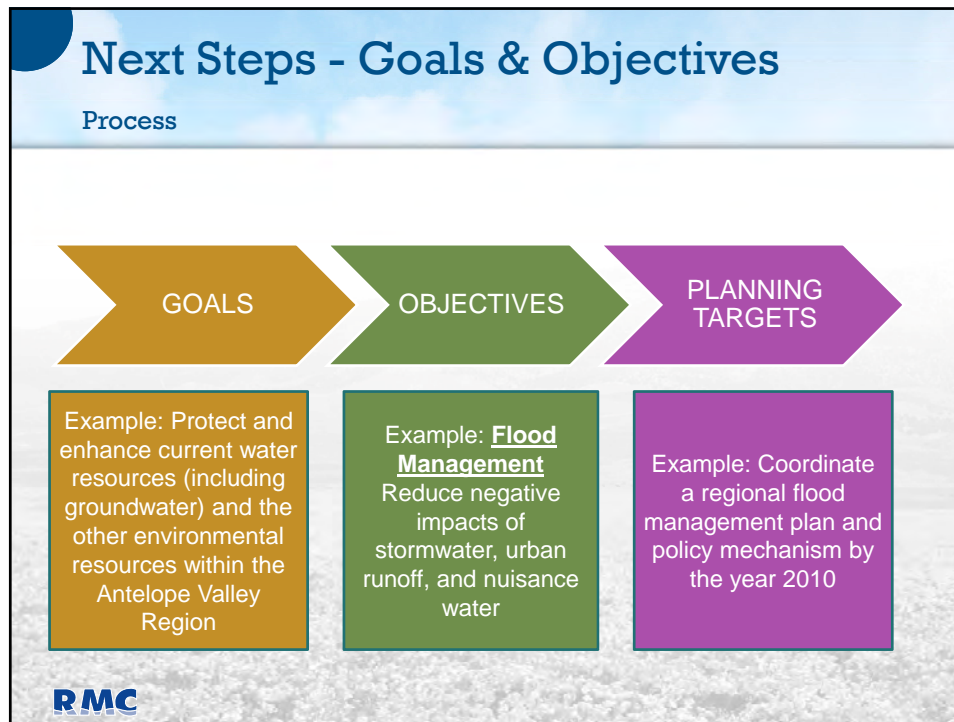 Next Steps - Goals & Objectives
Process
GOALS
OBJECTIVES
PLANNING
TARGETS
Example: Protect and
enhance current water
resources (including
groundwater) and the
other environmental
resources within the
Antelope Valley
Region
Example: Flood
Management
Reduce negative
impacts of
stormwater, urban
runoff, and nuisance
water
Example: Coordinate
a regional flood
management plan and
policy mechanism by
the year 2010
RMC